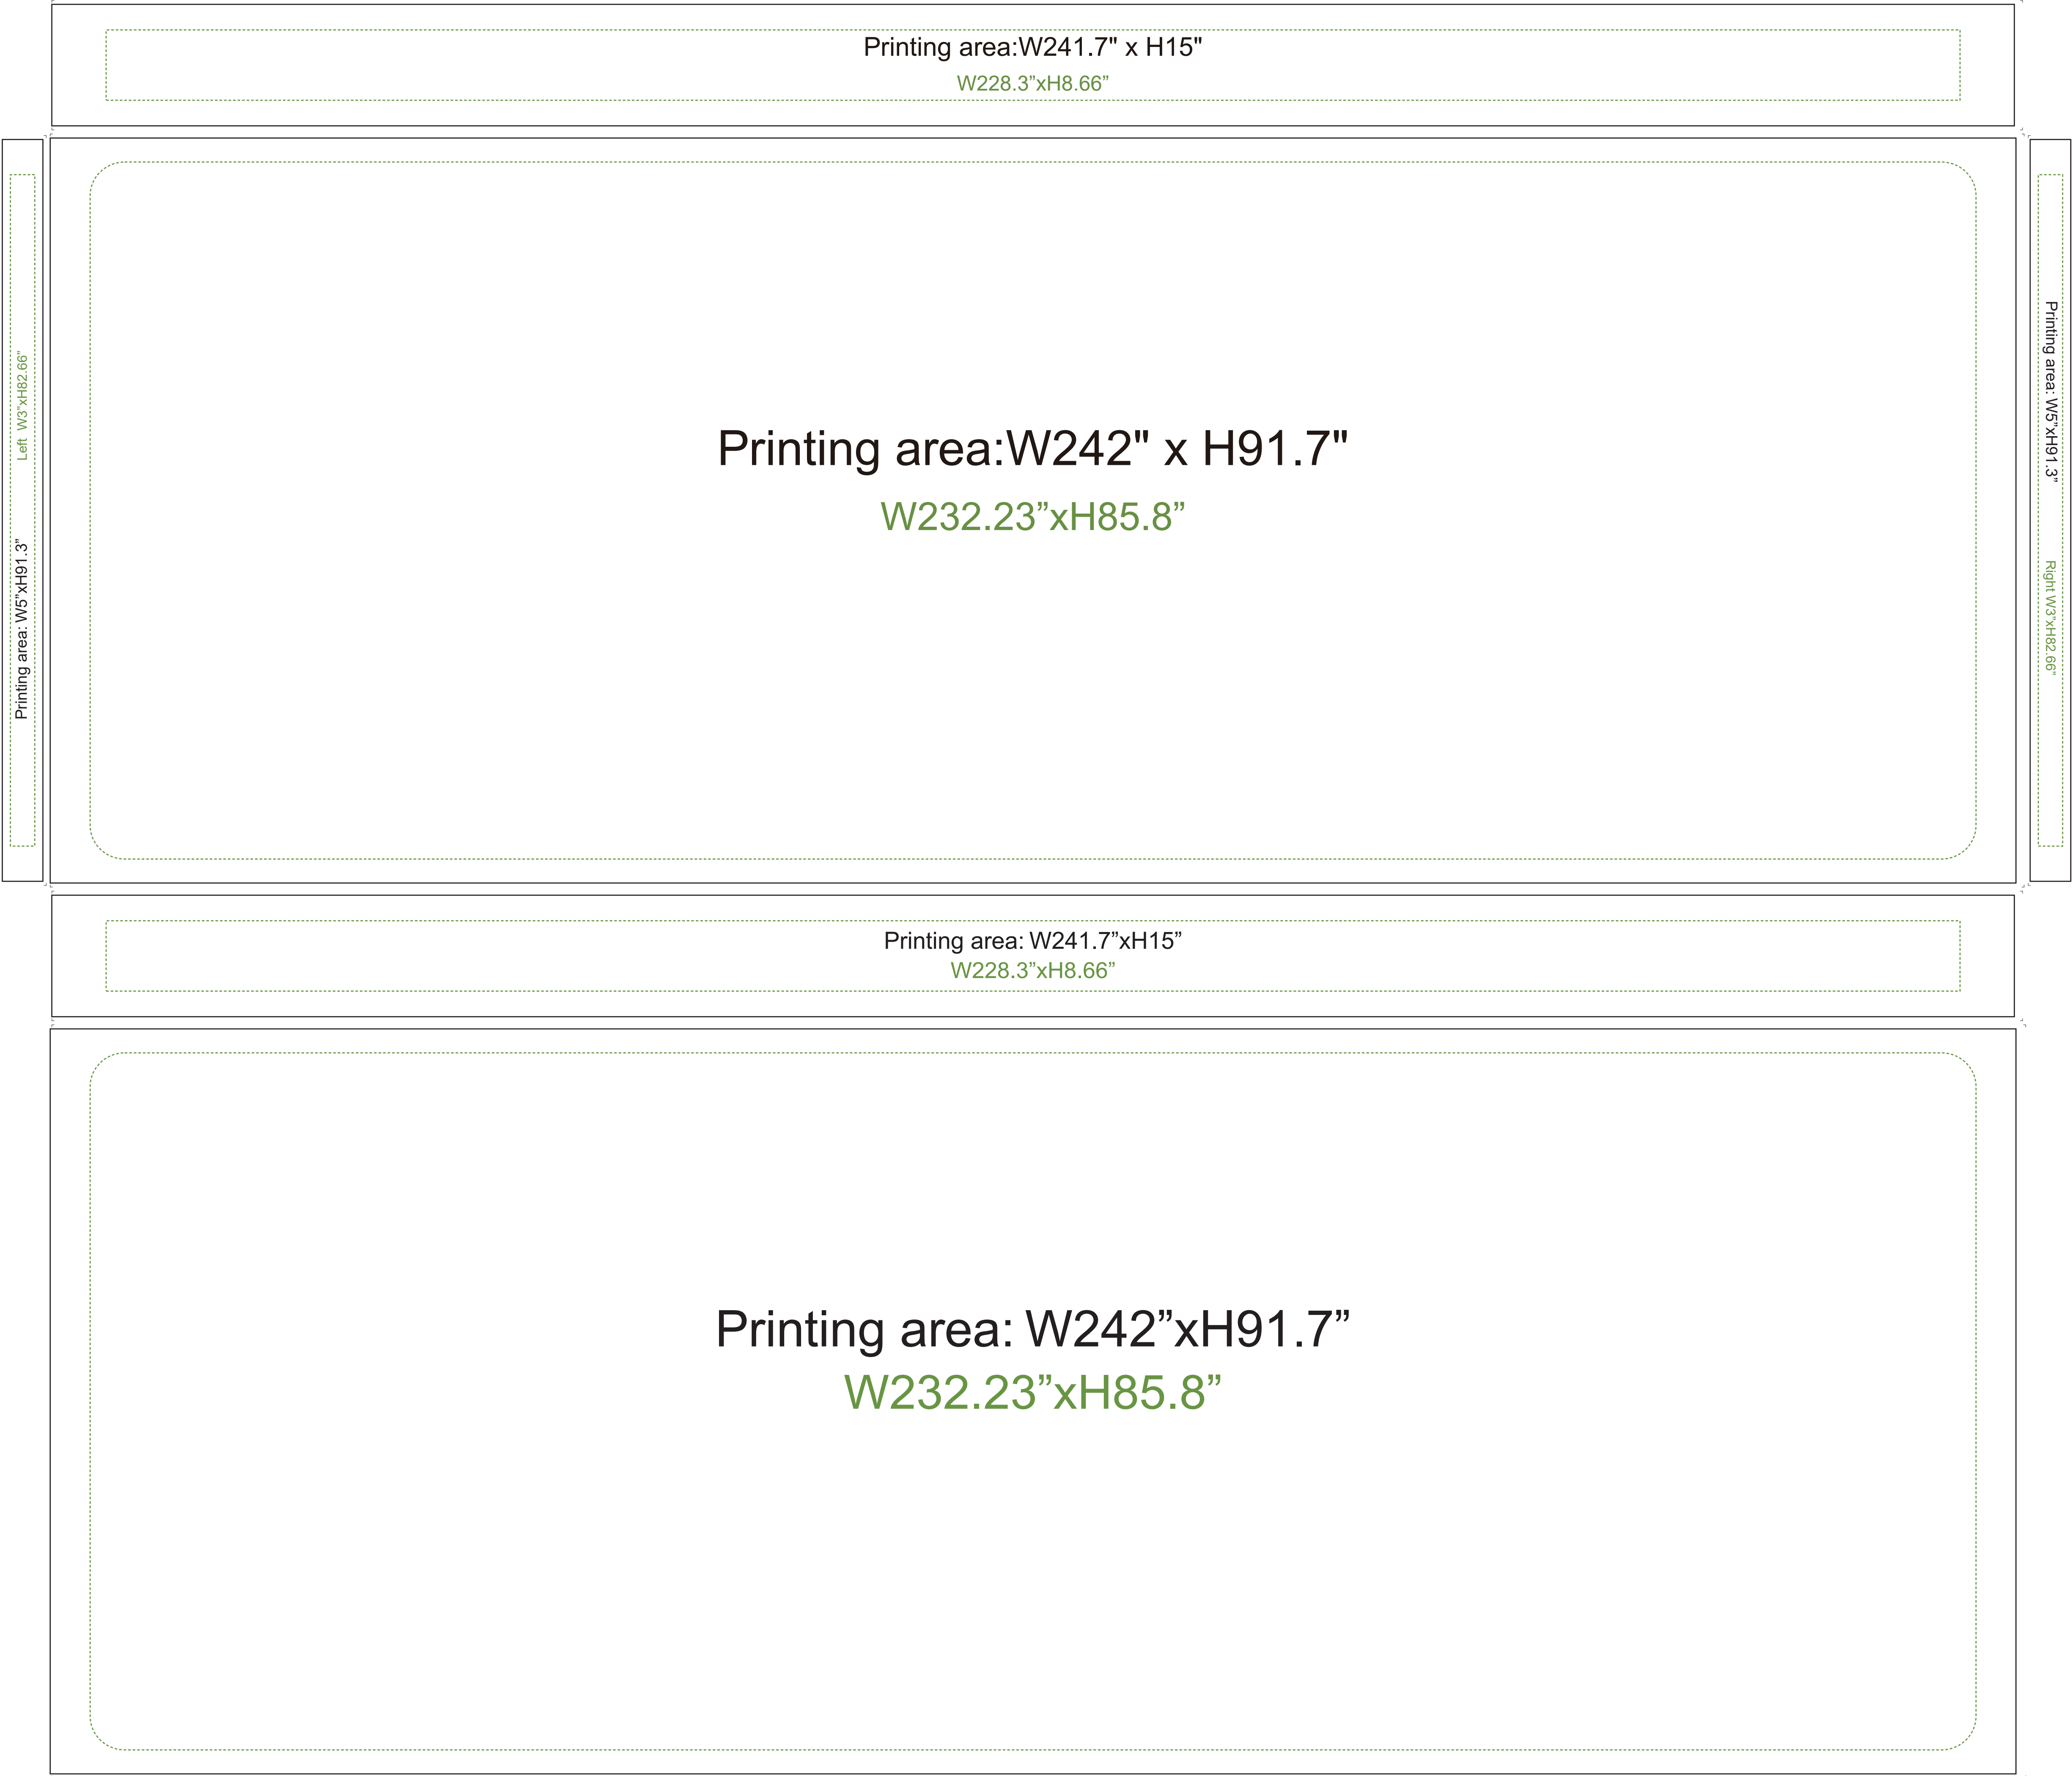 Printing area:W241.7" x H15"
W228.3”xH8.66”
Left W3”xH82.66”
Printing area: W5”xH91.3”
Printing area:W242" x H91.7"
W232.23”xH85.8”
Printing area: W5”xH91.3”
Right W3”xH82.66”
Printing area: W241.7”xH15”
W228.3”xH8.66”
Printing area: W242”xH91.7”
W232.23”xH85.8”